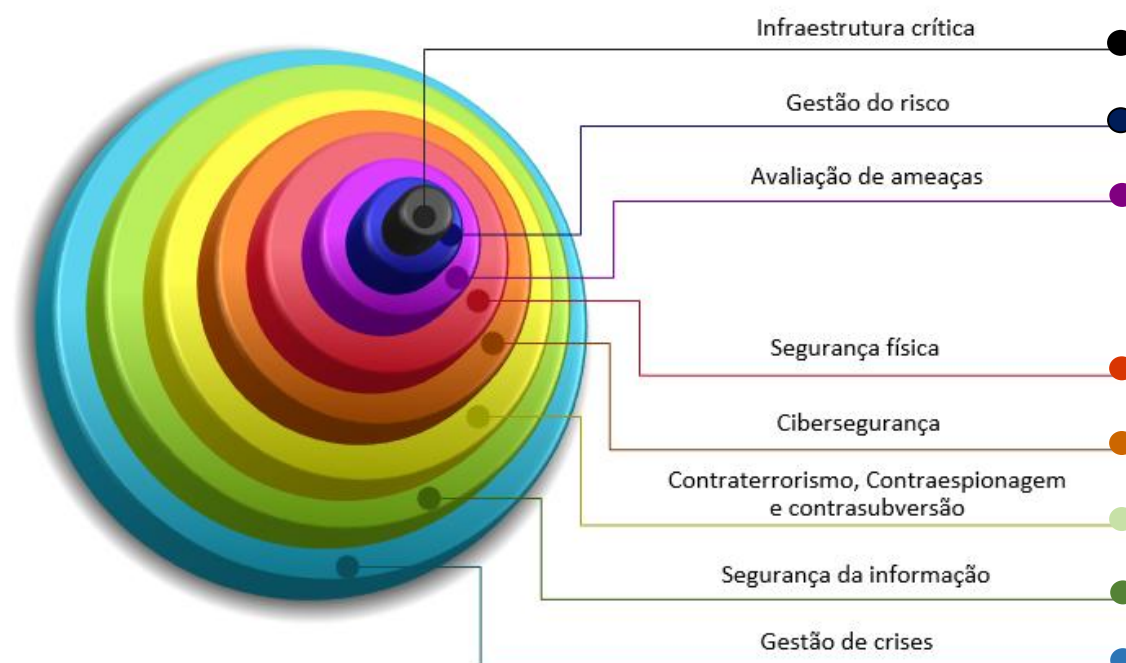 Infraestrutura crítica
Gestão do risco
Avaliação de ameaças
Segurança física
Cibersegurança
Contraterrorismo, Contraespionagem
e contrasubversão
Segurança da informação
Gestão de crises